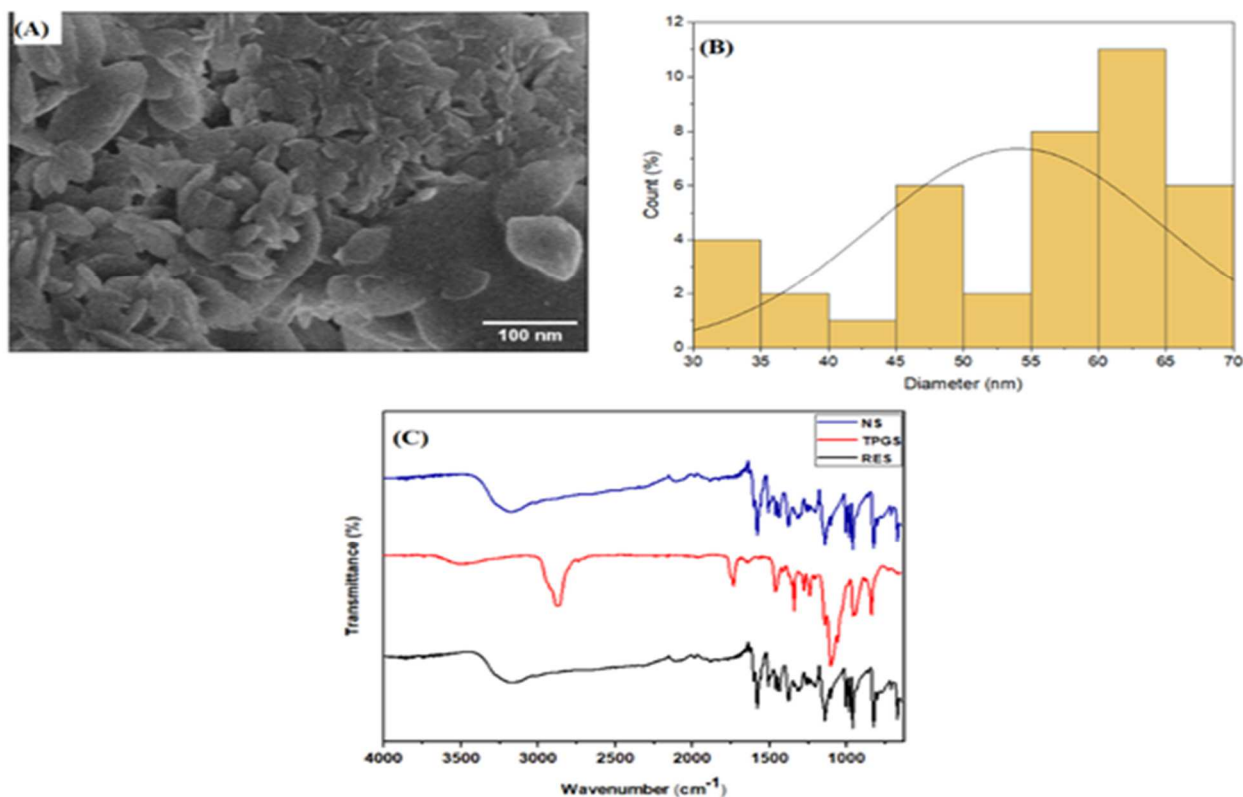 (A)
100 nm
(B)
Count (%)
12
10
8
6
4
2
0
30 35 40 45 50 55 60 65 70
Diameter (nm)
(C)
NS
TPGS
RES
Transmittance (%)
4000 3500 3000 2500 2000 1500 1000
Wavenumber (cm⁻¹)